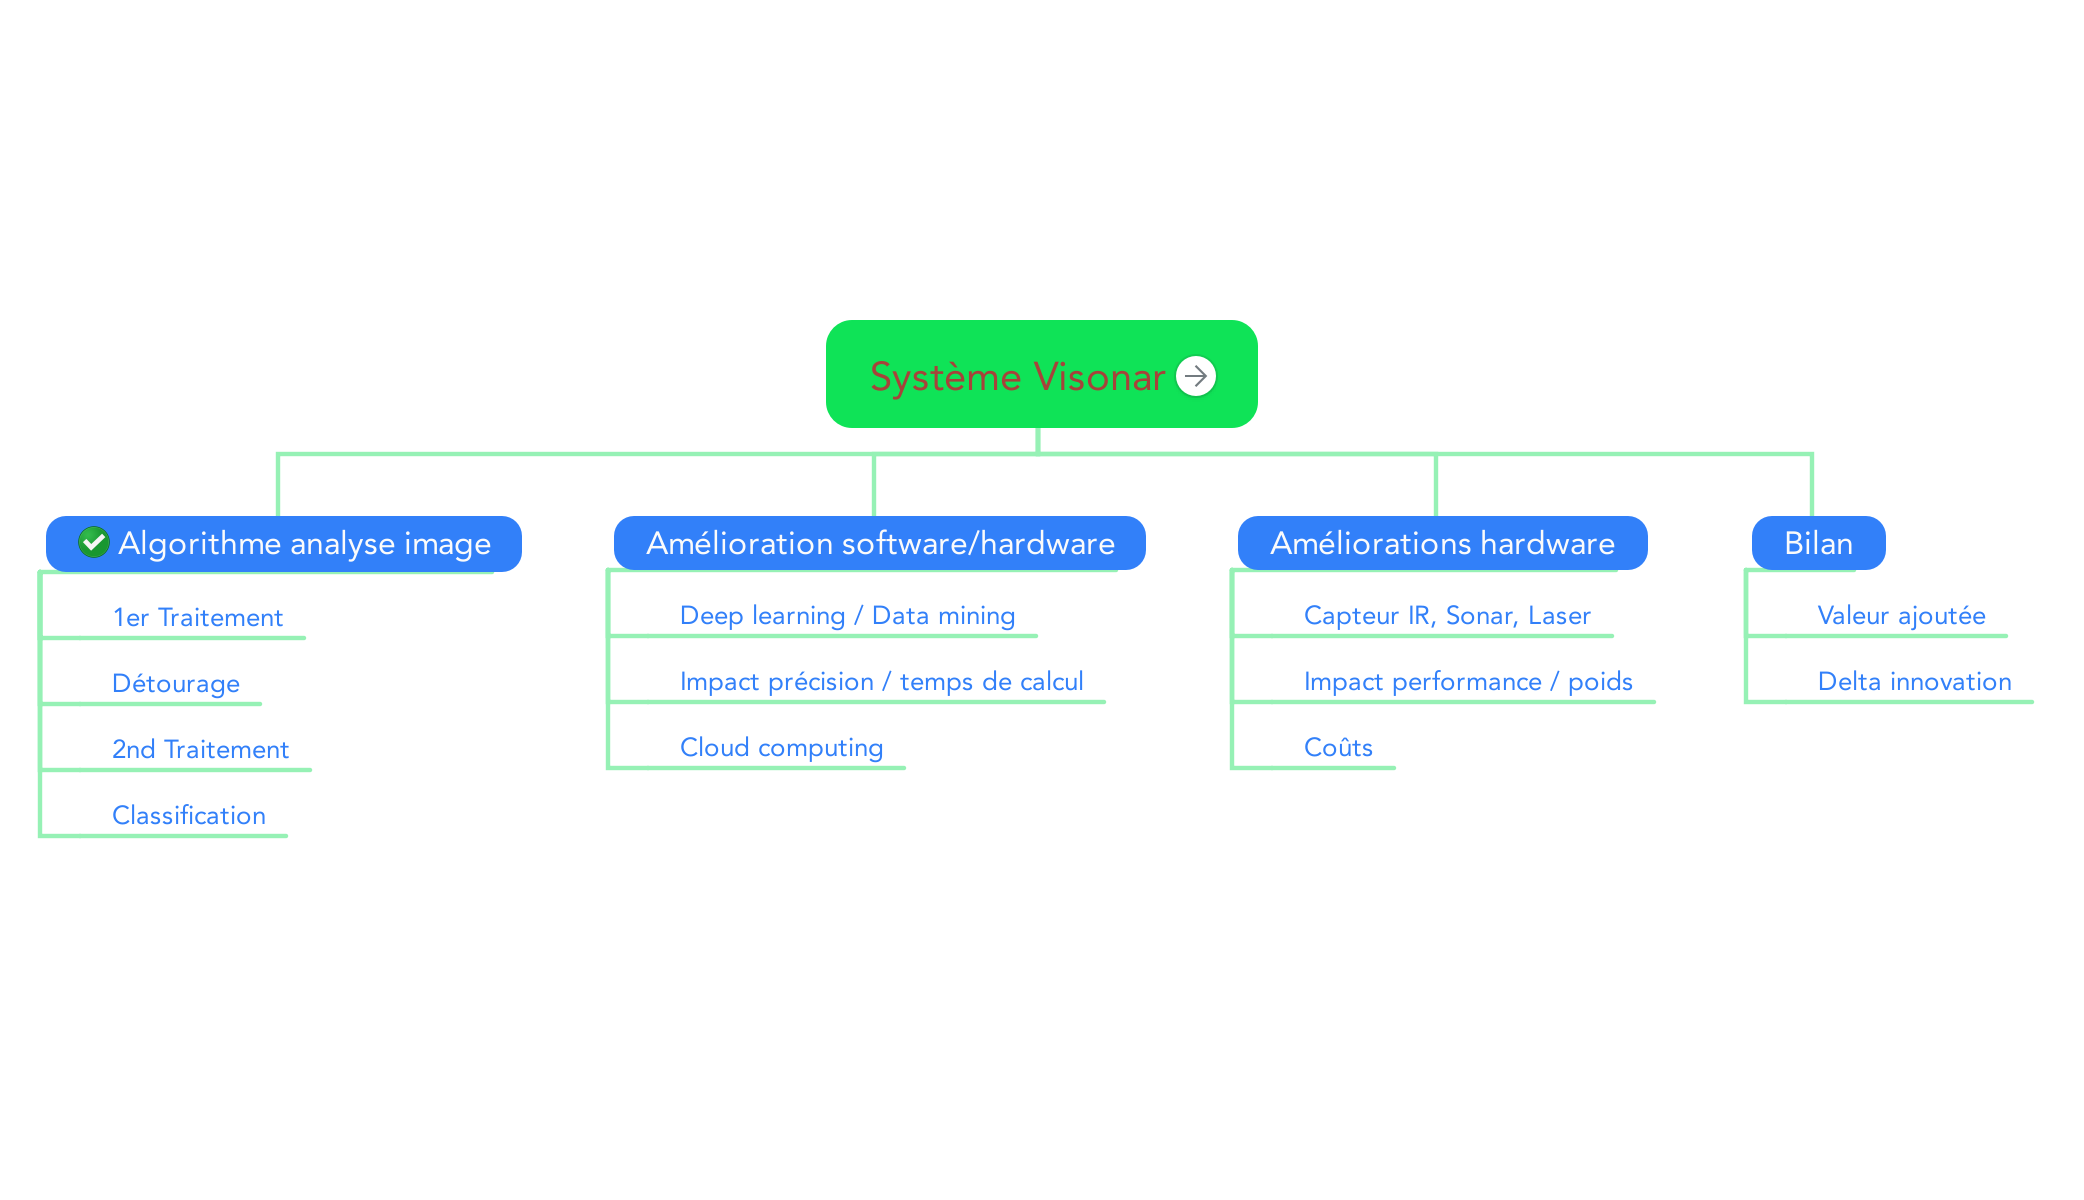 Système Visonar
Algorithme analyse image
1er Traitement
Détourage
2nd Traitement
Classification
Amélioration software/hardware
Deep learning / Data mining
Impact précision / temps de calcul
Cloud computing
Améliorations hardware
Capteur IR, Sonar, Laser
Impact performance / poids
Coûts
Bilan
Valeur ajoutée
Delta innovation